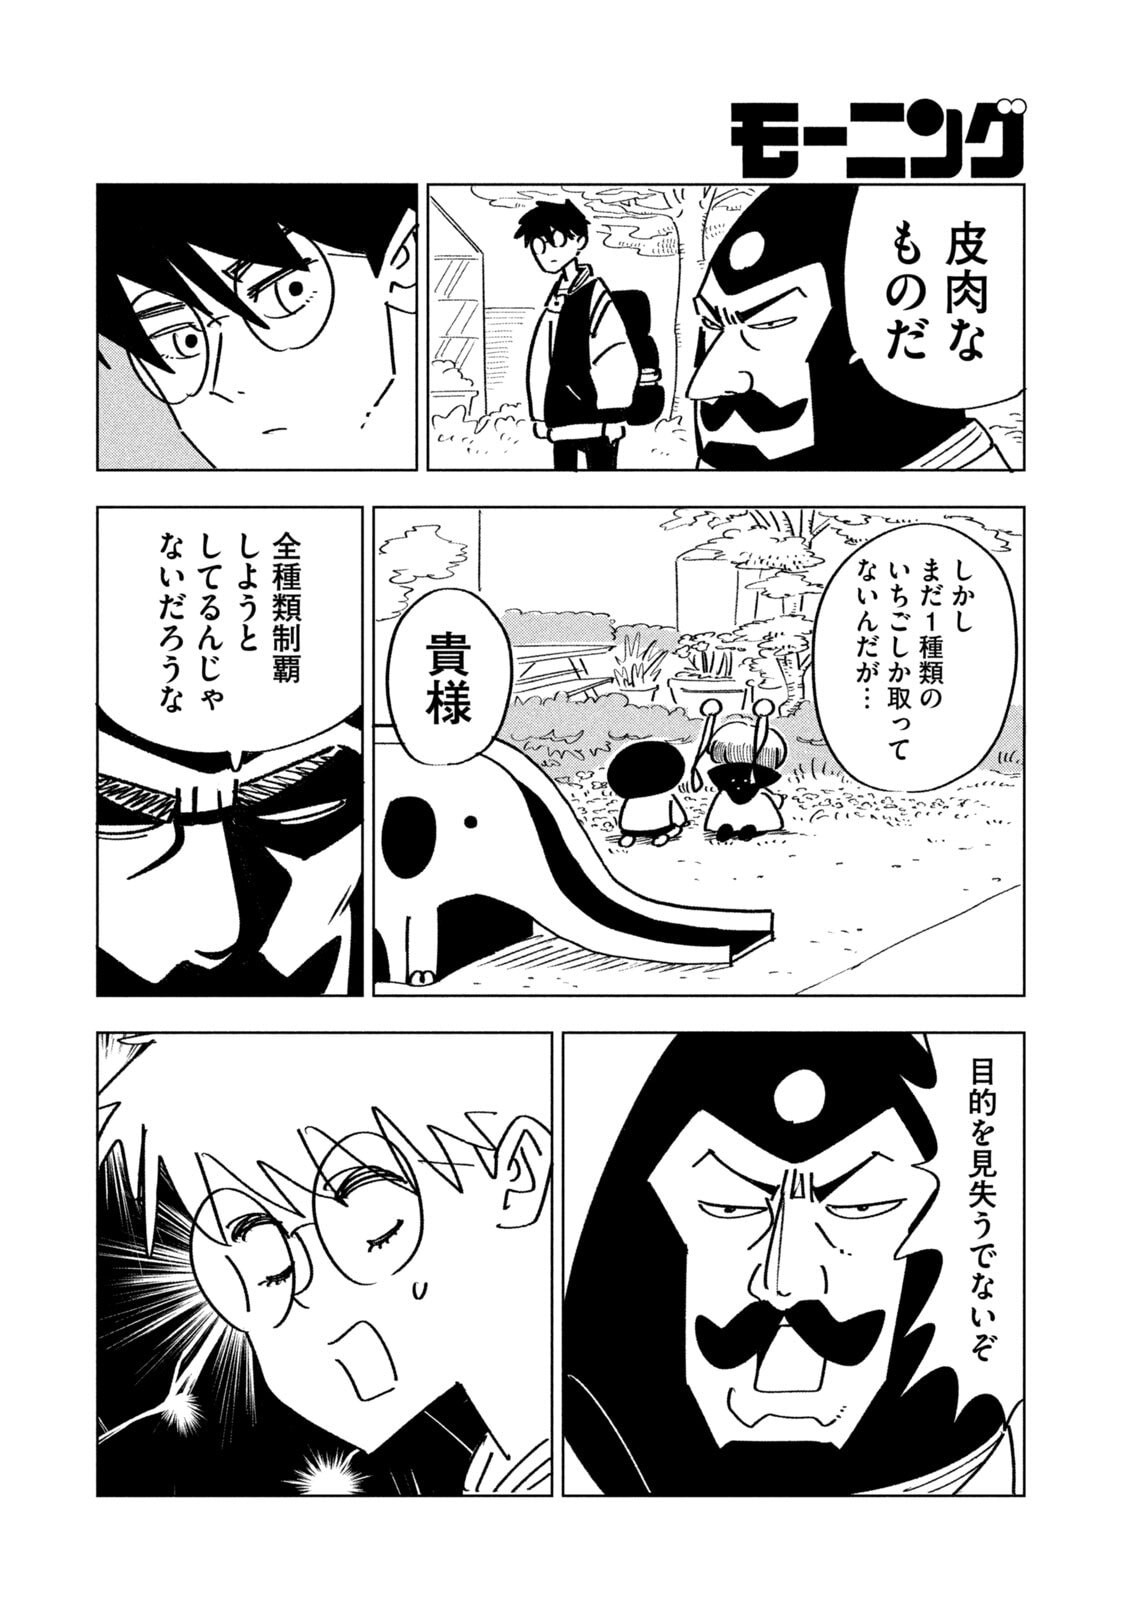 モーニング
皮肉な
ものだ
しかし
まだ1種類の
いちごしか取って
ないんだが…
貴様
全種類制覇
しようと
してるんじゃ
ないだろうな
目的を見失うでないぞ